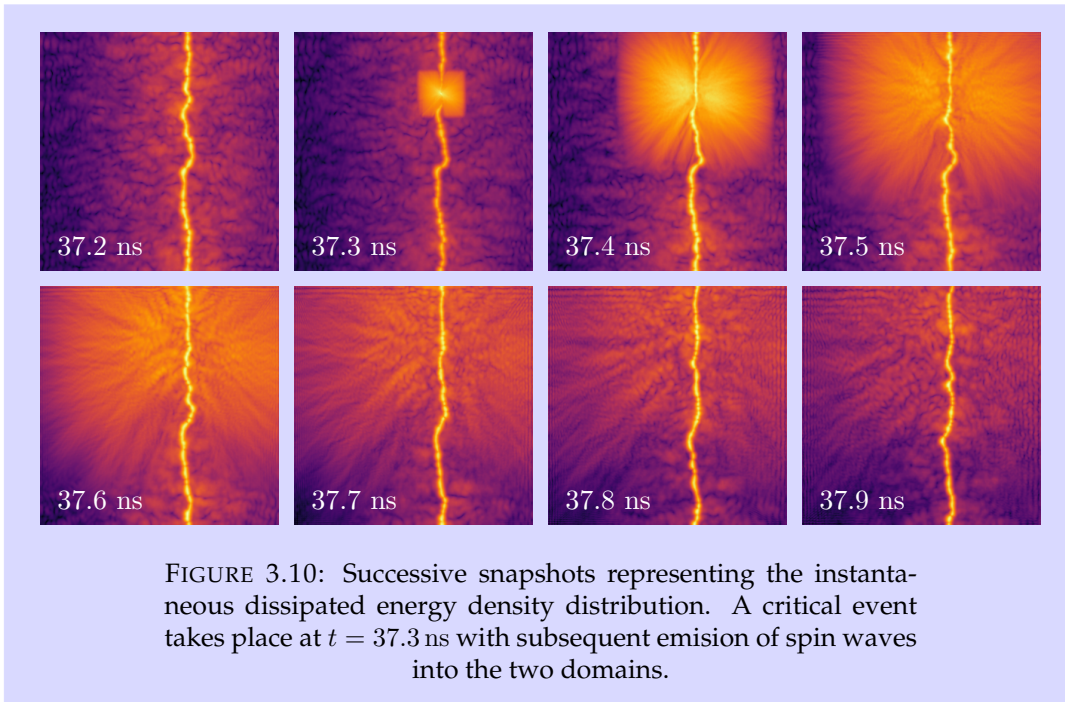 37.2 ns
37.3 ns
37.4 ns
37.5 ns
37.6 ns
37.7 ns
37.8 ns
37.9 ns
FIGURE 3.10: Successive snapshots representing the instanta-
neous dissipated energy density distribution. A critical event
takes place at t = 37.3 ns with subsequent emision of spin waves
into the two domains.